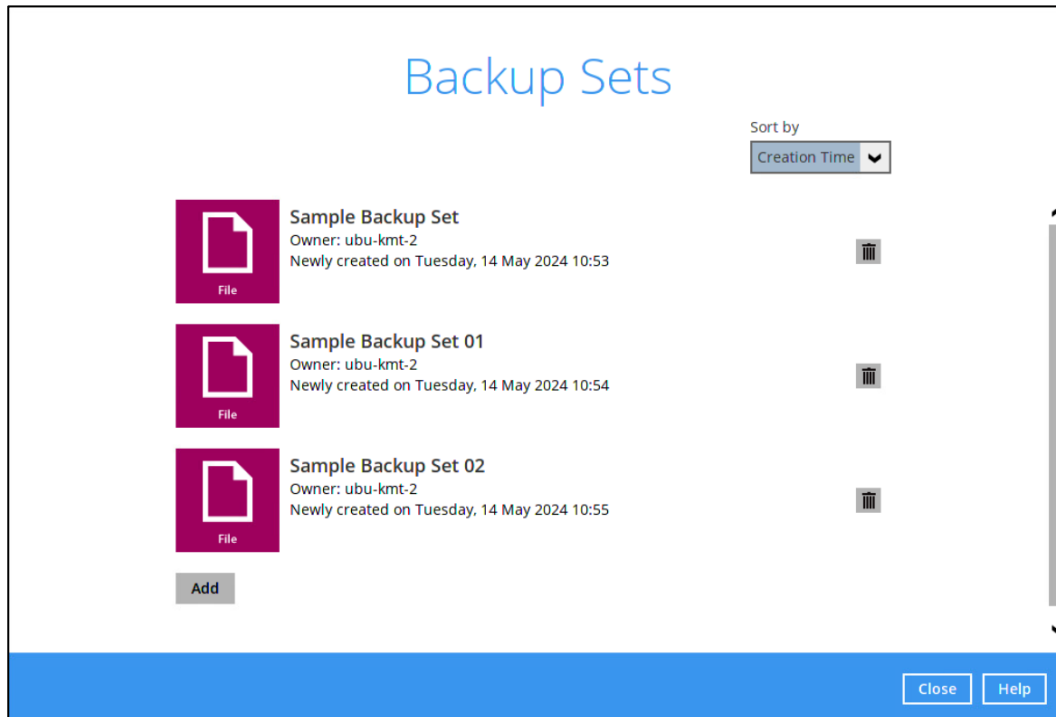 Backup Sets
Sort by
Creation Time
Sample Backup Set
Owner: ubu-kmt-2
Newly created on Tuesday, 14 May 2024 10:53
File
Sample Backup Set 01
Owner: ubu-kmt-2
Newly created on Tuesday, 14 May 2024 10:54
File
Sample Backup Set 02
Owner: ubu-kmt-2
Newly created on Tuesday, 14 May 2024 10:55
File
Add
Close
Help